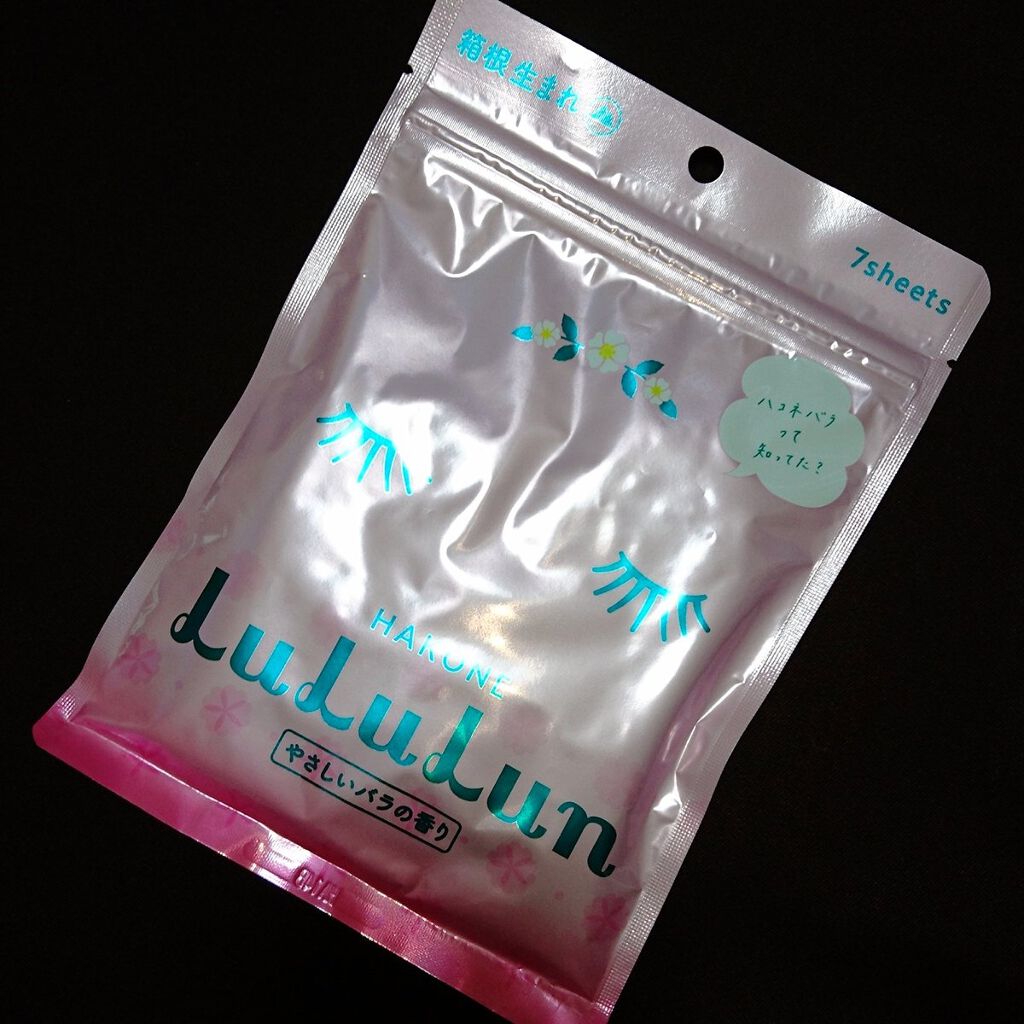 箱根生まれ
7sheets
ハコネバラ
って
知ってた?
HAKONE
LuLuLun
やさしいバラの香り